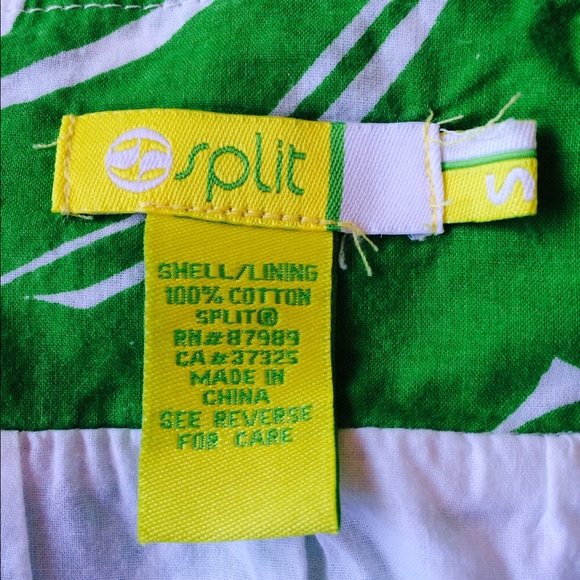 split
S
SHELL/LINING
100% COTTON
SPLIT®
RN# 87989
CA# 37325
MADE IN
CHINA
SEE REVERSE
FOR CARE